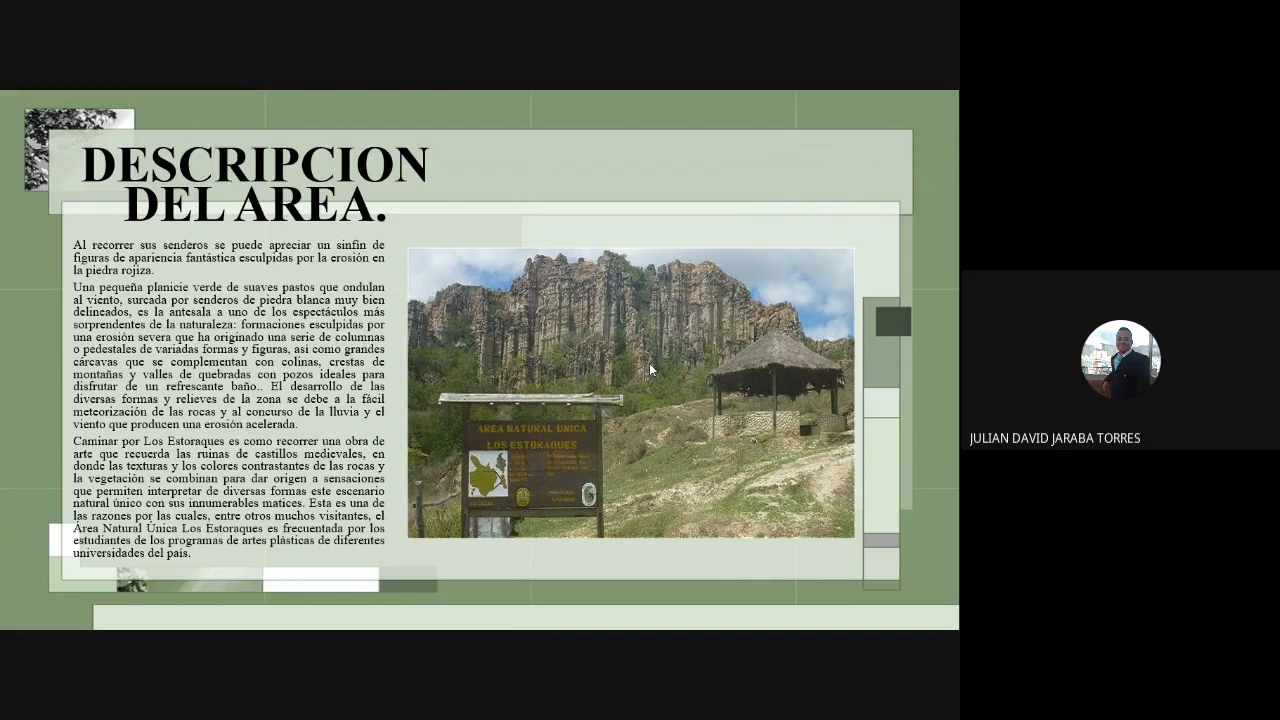 DESCRIPCION
DEL AREA.
Al recorrer sus senderos se puede apreciar un sinfín de
figuras de apariencia fantástica esculpidas por la erosión en
la piedra rojiza.
Una pequeña planicie verde de suaves pastos que ondulan
al viento, surcada por senderos de piedra blanca muy bien
delineados, es la antesala a uno de los espectáculos más
sorprendentes de la naturaleza: formaciones esculpidas por
una erosión severa que ha originado una serie de columnas
o pedestales de variadas formas y figuras, así como grandes
cárcavas que se complementan con colinas, crestas de
montañas y valles de quebradas con pozos ideales para
disfrutar de un refrescante baño.. El desarrollo de las
diversas formas y relieves de la zona se debe a la fácil
meteorización de las rocas y al concurso de la lluvia y el
viento que producen una erosión acelerada.
Caminar por Los Estoraques es como recorrer una obra de
arte que recuerda las ruinas de castillos medievales, en
donde las texturas y los colores contrastantes de las rocas y
la vegetación se combinan para dar origen a sensaciones
que permiten interpretar de diversas formas este escenario
natural único con sus innumerables matices. Esta es una de
las razones por las cuales, entre otros muchos visitantes, el
Área Natural Única Los Estoraques es frecuentada por los
estudiantes de los programas de artes plásticas de diferentes
universidades del país.
AREA NATURAL UNICA
LOS ESTORAQUES
JULIAN DAVID JARABA TORRES